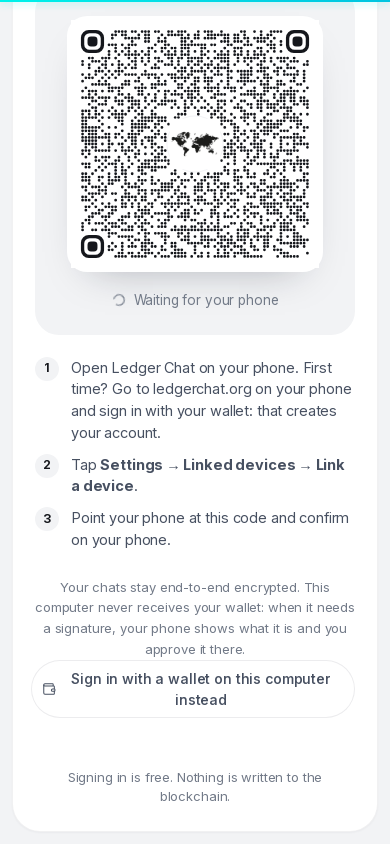 Waiting for your phone
1
Open Ledger Chat on your phone. First
time? Go to ledgerchat.org on your phone
and sign in with your wallet: that creates
your account.
2
Tap Settings → Linked devices → Link
a device.
3
Point your phone at this code and confirm
on your phone.
Your chats stay end-to-end encrypted. This
computer never receives your wallet: when it needs
a signature, your phone shows what it is and you
approve it there.
Sign in with a wallet on this computer
instead
Signing in is free. Nothing is written to the
blockchain.